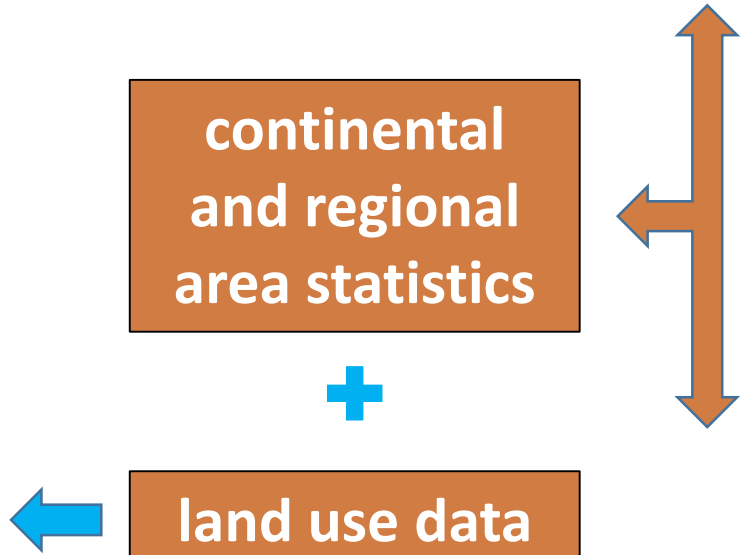 continental
and regional
area statistics
land use data